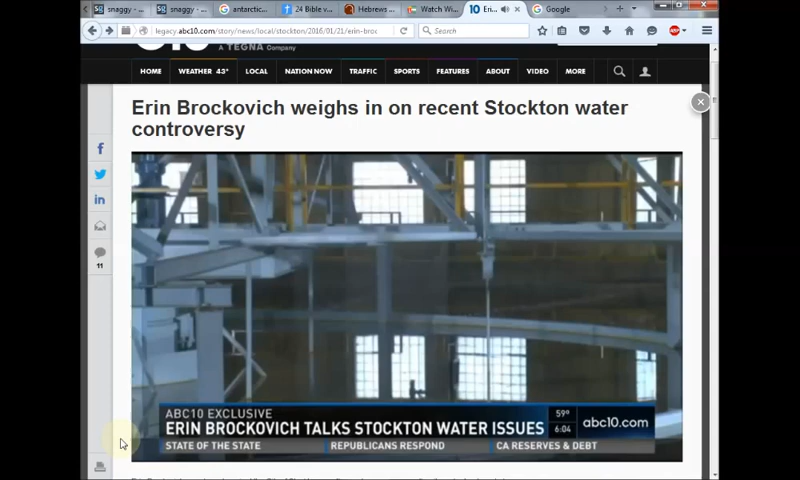 snaggy -...
snaggy -...
antarctic...
24 Bible v...
Hebrews ...
Watch Wi...
En...
Google
legacy.abc10.com/story/news/local/stockton/2016/01/21/erin-broc
Search
A TEGNA Company
HOME WEATHER 43° LOCAL NATION NOW TRAFFIC SPORTS FEATURES ABOUT VIDEO MORE
Erin Brockovich weighs in on recent Stockton water
controversy
11
ABC10 EXCLUSIVE
ERIN BROCKOVICH TALKS STOCKTON WATER ISSUES
59°
6:04
abc10.com
STATE OF THE STATE REPUBLICANS RESPOND CA RESERVES & DEBT